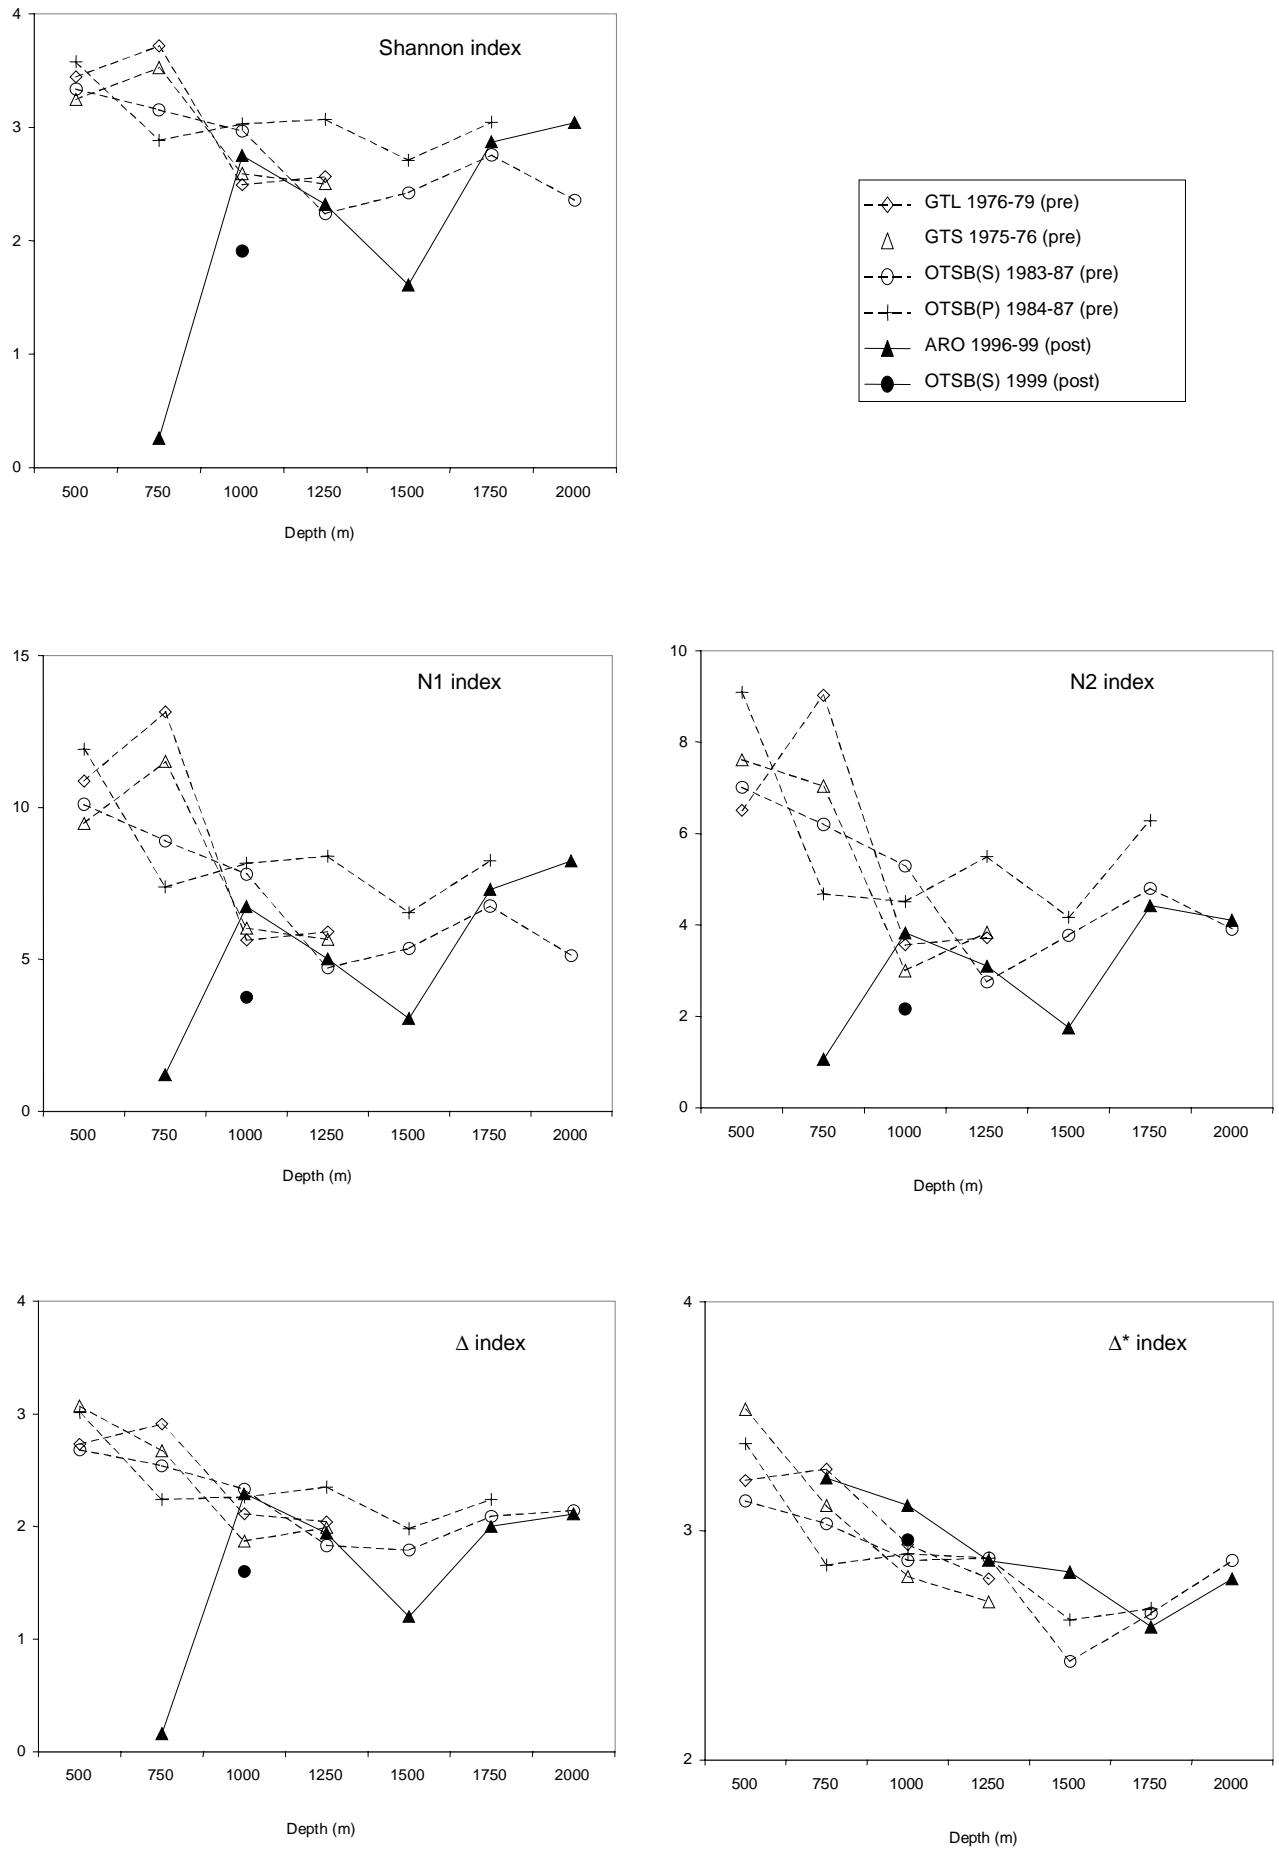 Shannon index
4
3
2
1
0
500 750 1000 1250 1500 1750 2000
Depth (m)
GTL 1976-79 (pre)
GTS 1975-76 (pre)
OTSB(S) 1983-87 (pre)
OTSB(P) 1984-87 (pre)
ARO 1996-99 (post)
OTSB(S) 1999 (post)
N1 index
15
10
5
0
500 750 1000 1250 1500 1750 2000
Depth (m)
N2 index
10
8
6
4
2
0
500 750 1000 1250 1500 1750 2000
Depth (m)
Δ index
4
3
2
1
0
500 750 1000 1250 1500 1750 2000
Depth (m)
Δ* index
4
3
2
500 750 1000 1250 1500 1750 2000
Depth (m)